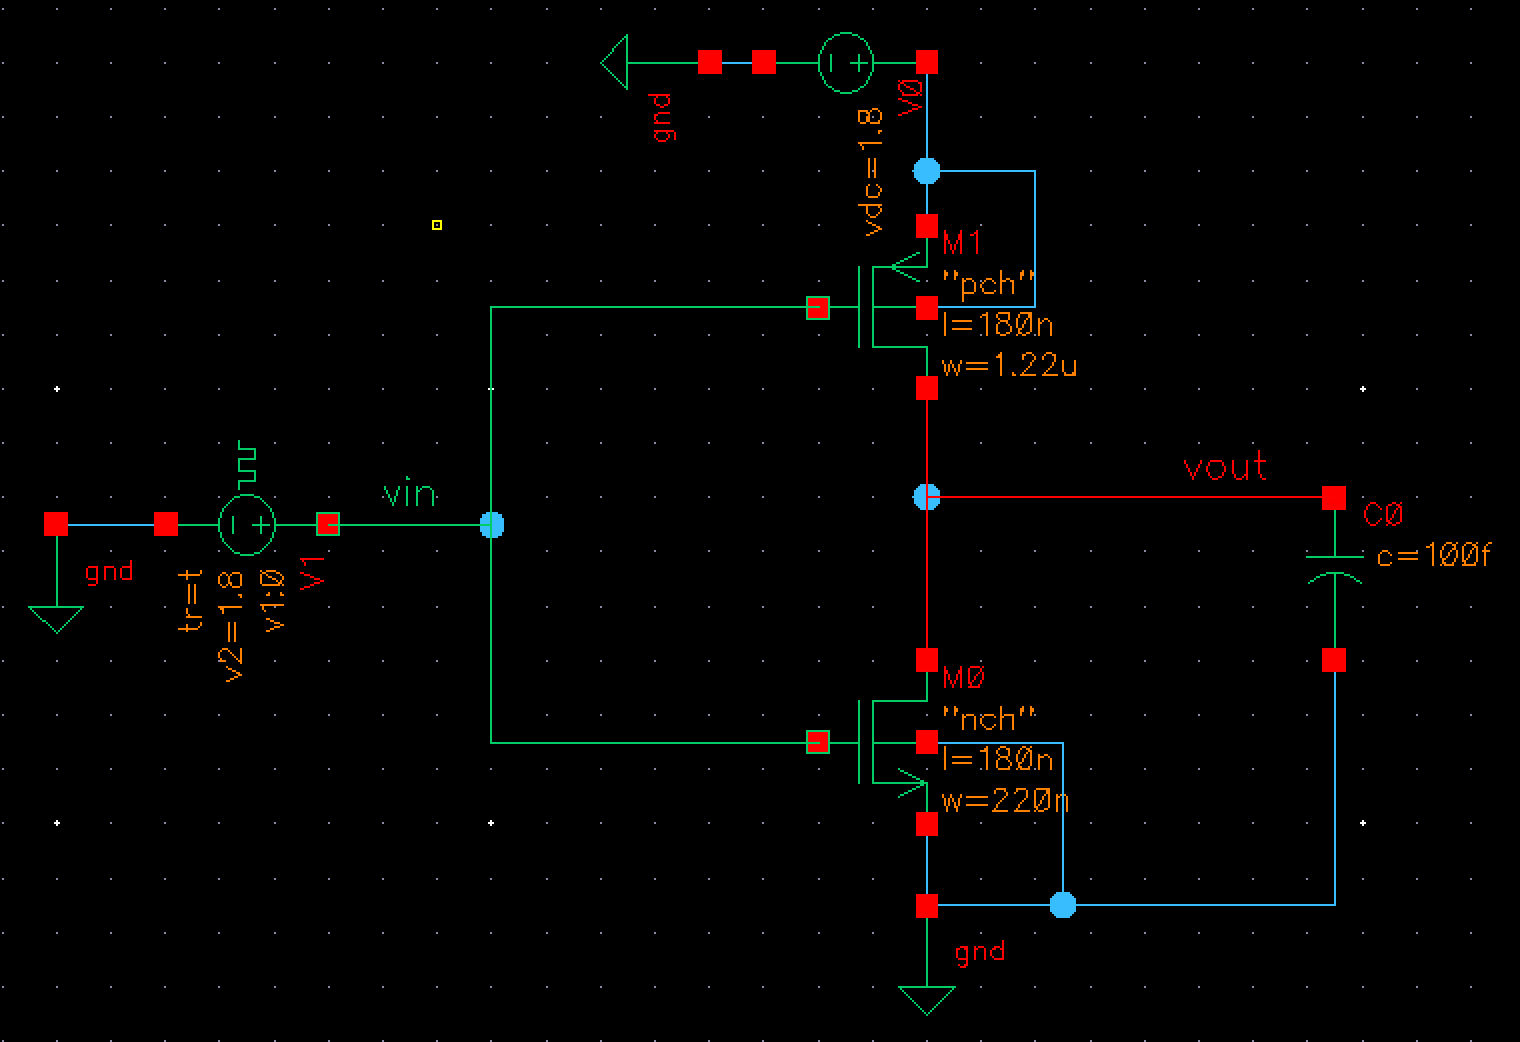 gnd
V0
vdc=1.8
M1
"pch"
l=180n
w=1.22u
vin
vout
C0
c=100f
gnd
tr=t
v2=1.8
v1:0
V1
M0
"nch"
l=180n
w=220n
gnd